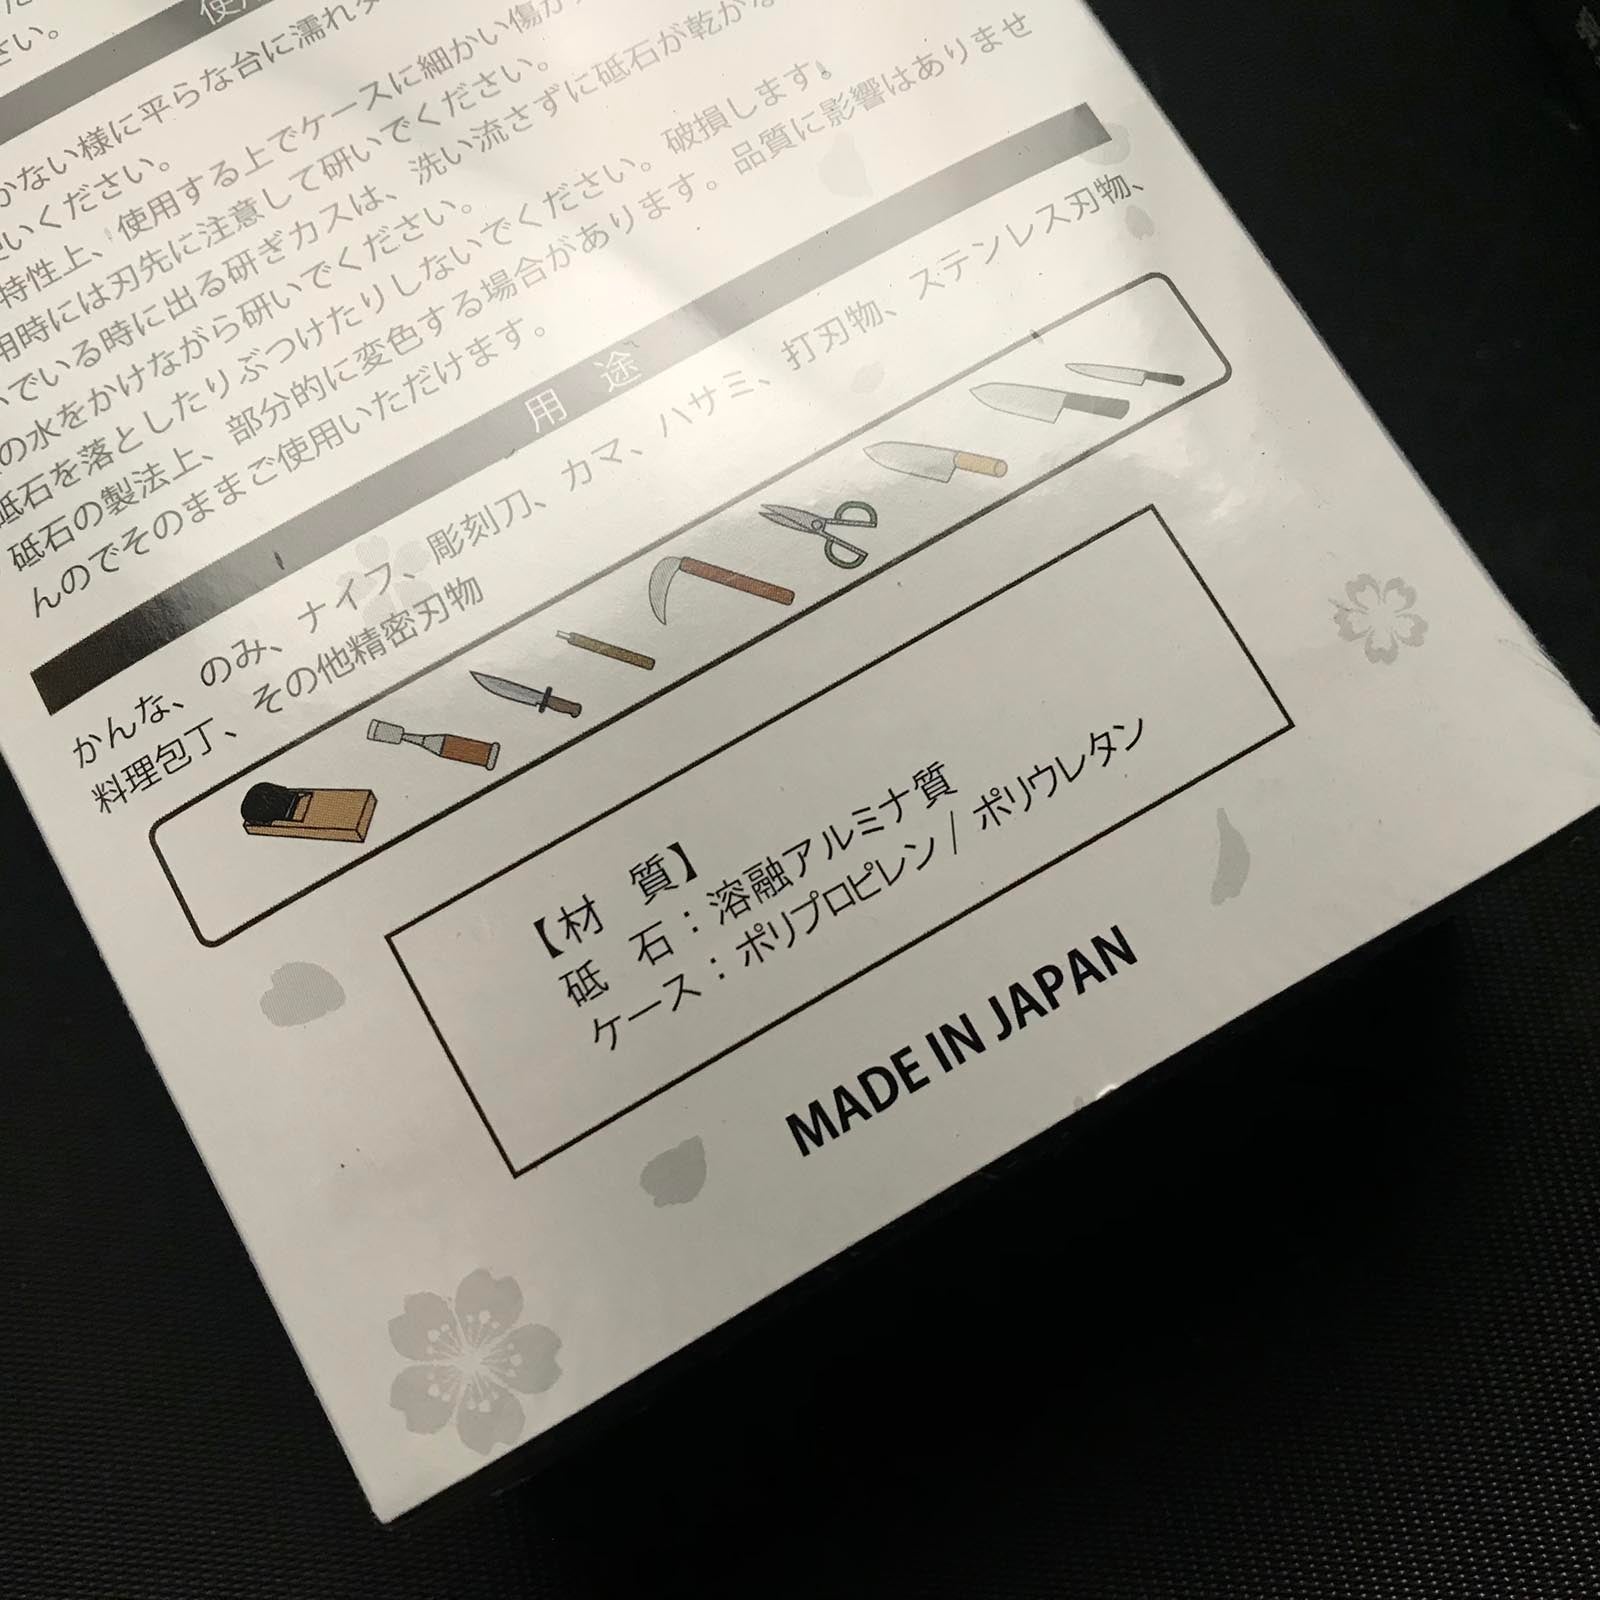 さい。
使用
かない様に平らな台に濡れタ
使いください。
特性上、使用する上でケースに細かい傷が
用時には刃先に注意して研いでください。
いでいる時に出る研ぎカスは、洗い流さずに砥石が乾かな
の水をかけながら研いでください。
砥石を落としたりぶつけたりしないでください。破損します。
砥石の製法上、部分的に変色する場合があります。品質に影響はありませ
んのでそのままご使用いただけます。
用 途
かんな、のみ、ナイフ、彫刻刀、カマ、ハサミ、打刃物、ステンレス刃物、
料理包丁、その他精密刃物
【材 質】
砥 石：溶融アルミナ質
ケース：ポリプロピレン / ポリウレタン
MADE IN JAPAN